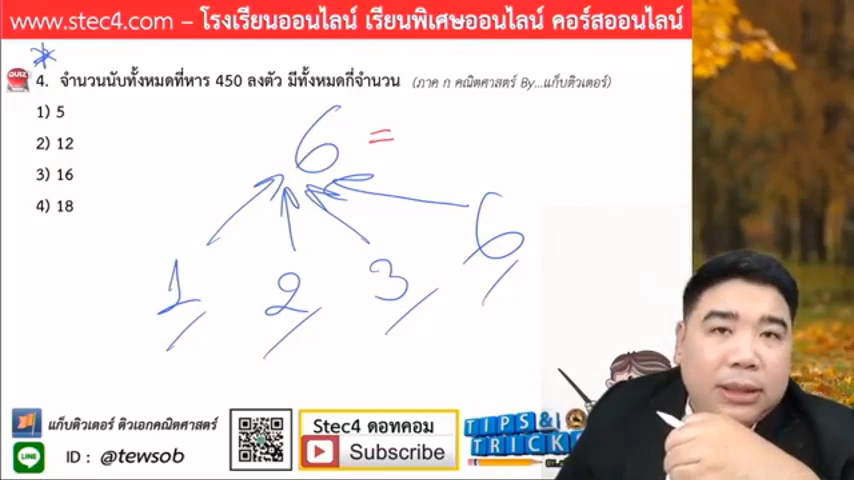 www.stec4.com – โรงเรียนออนไลน์ เรียนพิเศษออนไลน์ คอร์สออนไลน์
QUIZ
4. จำนวนนับทั้งหมดที่หาร 450 ลงตัว มีทั้งหมดกี่จำนวน (ภาค ก คณิตศาสตร์ By...แก็บติวเตอร์)
1) 5
2) 12
3) 16
4) 18
6 =
1 2 3 6
แก็บติวเตอร์ ติวเอกคณิตศาสตร์
LINE ID : @tewsob
Stec4 ดอทคอม
Subscribe
TIPS &
TRICK